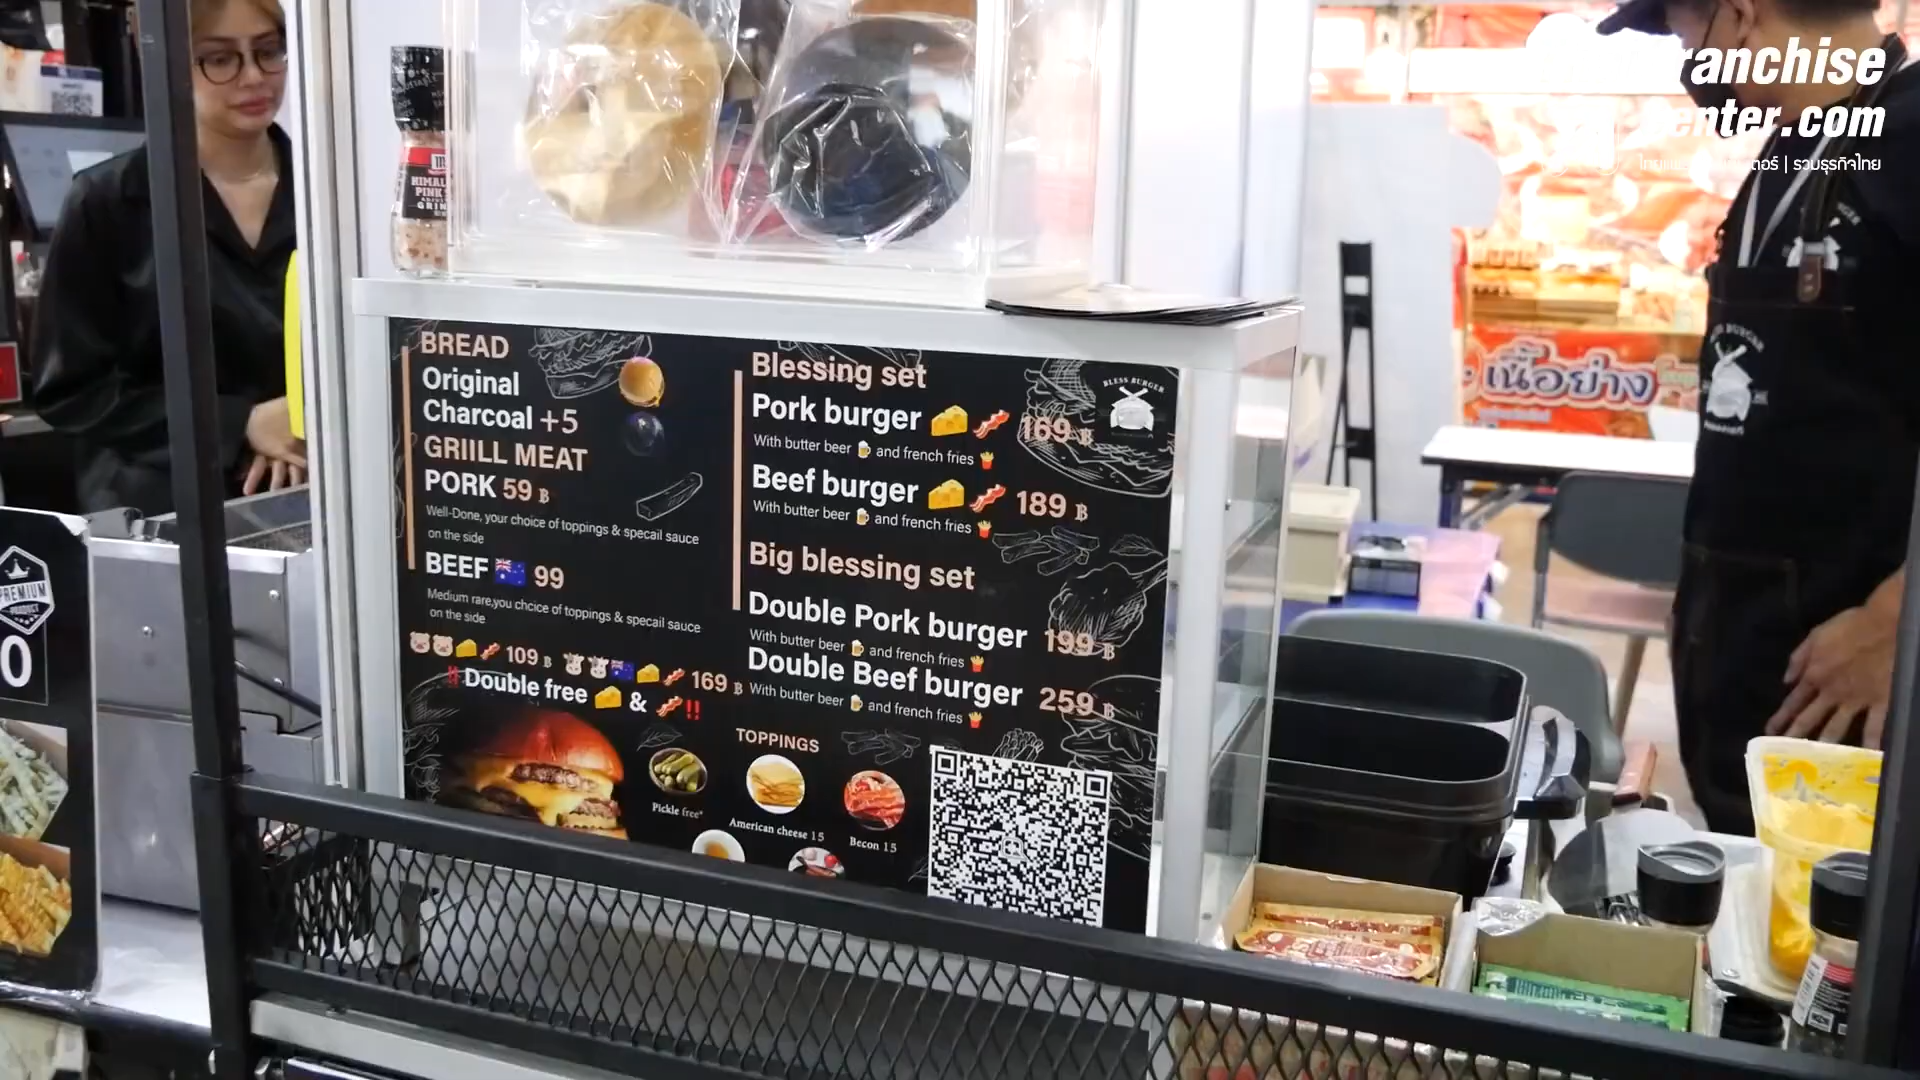 BREAD
Original
Charcoal +5
GRIILL MEAT
PORK 59 ฿
Well-Done, your choice of toppings & specail sauce
on the side
BEEF 99
Medium rare,you chcice of toppings & specail sauce
on the side
109 ฿ 169 ฿
‼Double free & ‼
Blessing set
Pork burger 169 ฿
With butter beer and french fries
Beef burger 189 ฿
With butter beer and french fries
Big blessing set
Double Pork burger 199 ฿
With butter beer and french fries
Double Beef burger 259 ฿
With butter beer and french fries
TOPPINGS
Pickle free*
American cheese 15
Becon 15
BLESS BURGER
PREMIUM
PRODUCT
0
PINK
เนื้อย่าง
ranchise
enter.com
รวมธุรกิจไทย